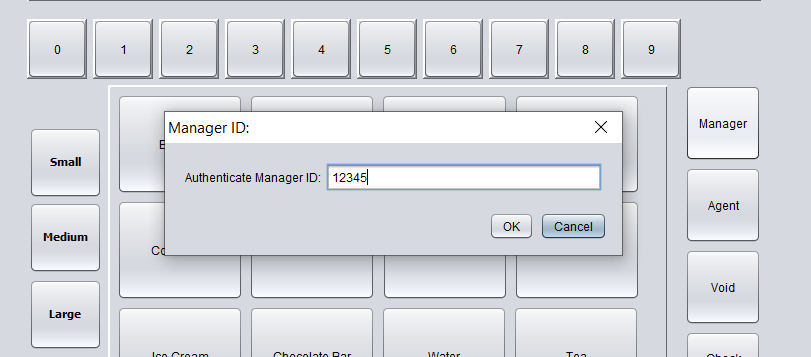 0 1 2 3 4 5 6 7 8 9
Manager ID:
Manager
Small
Authenticate Manager ID: 12345
Agent
Medium
OK Cancel
Void
Large
Ice Cream Chocolate Bar Water Tea
Check